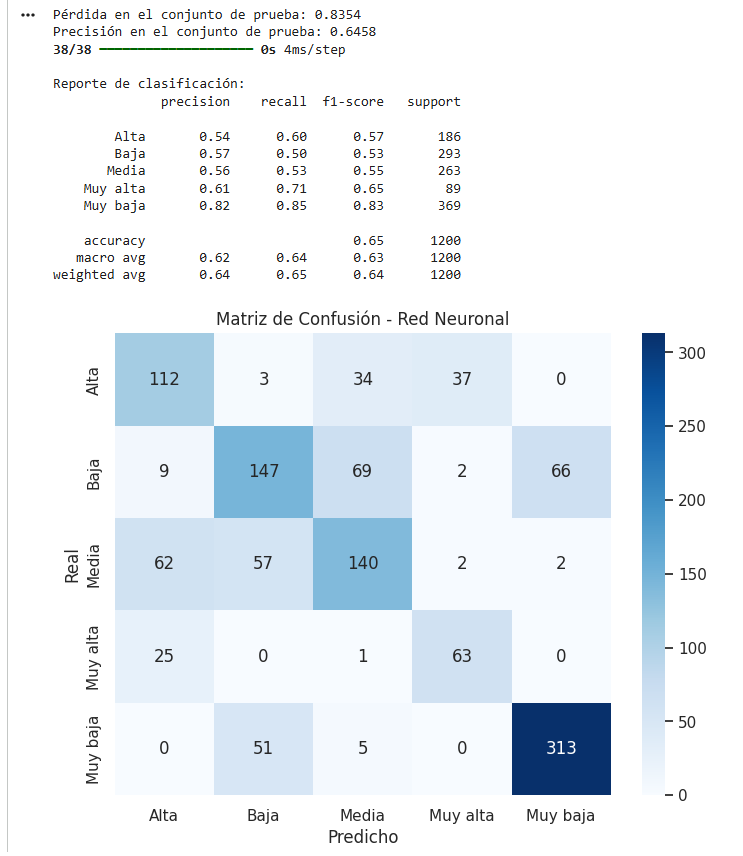 Pérdida en el conjunto de prueba: 0.8354
Precisión en el conjunto de prueba: 0.6458
38/38 ━━━━━━━━━━━━━━━━━━━━ 0s 4ms/step
Reporte de clasificación:
precision recall f1-score support
Alta 0.54 0.60 0.57 186
Baja 0.57 0.50 0.53 293
Media 0.56 0.53 0.55 263
Muy alta 0.61 0.71 0.65 89
Muy baja 0.82 0.85 0.83 369
accuracy 0.65 1200
macro avg 0.62 0.64 0.63 1200
weighted avg 0.64 0.65 0.64 1200
Matriz de Confusión - Red Neuronal
Alta 112 3 34 37 0
Baja 9 147 69 2 66
Media 62 57 140 2 2
Muy alta 25 0 1 63 0
Muy baja 0 51 5 0 313
Real
Alta Baja Media Muy alta Muy baja
Predicho
300
250
200
150
100
50
0